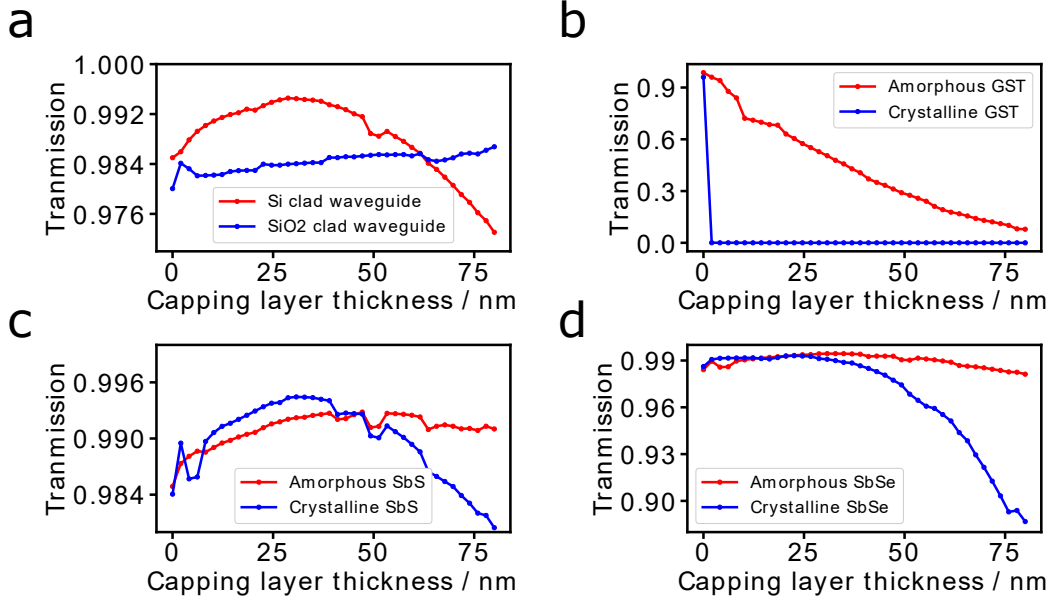 a
Tranmission
1.000
0.992
0.984
0.976
Si clad waveguide
SiO2 clad waveguide
0 25 50 75
Capping layer thickness / nm
b
Tranmission
0.9
0.6
0.3
0.0
Amorphous GST
Crystalline GST
0 25 50 75
Capping layer thickness / nm
c
Tranmission
0.996
0.990
0.984
Amorphous SbS
Crystalline SbS
0 25 50 75
Capping layer thickness / nm
d
Tranmission
0.99
0.96
0.93
0.90
Amorphous SbSe
Crystalline SbSe
0 25 50 75
Capping layer thickness / nm